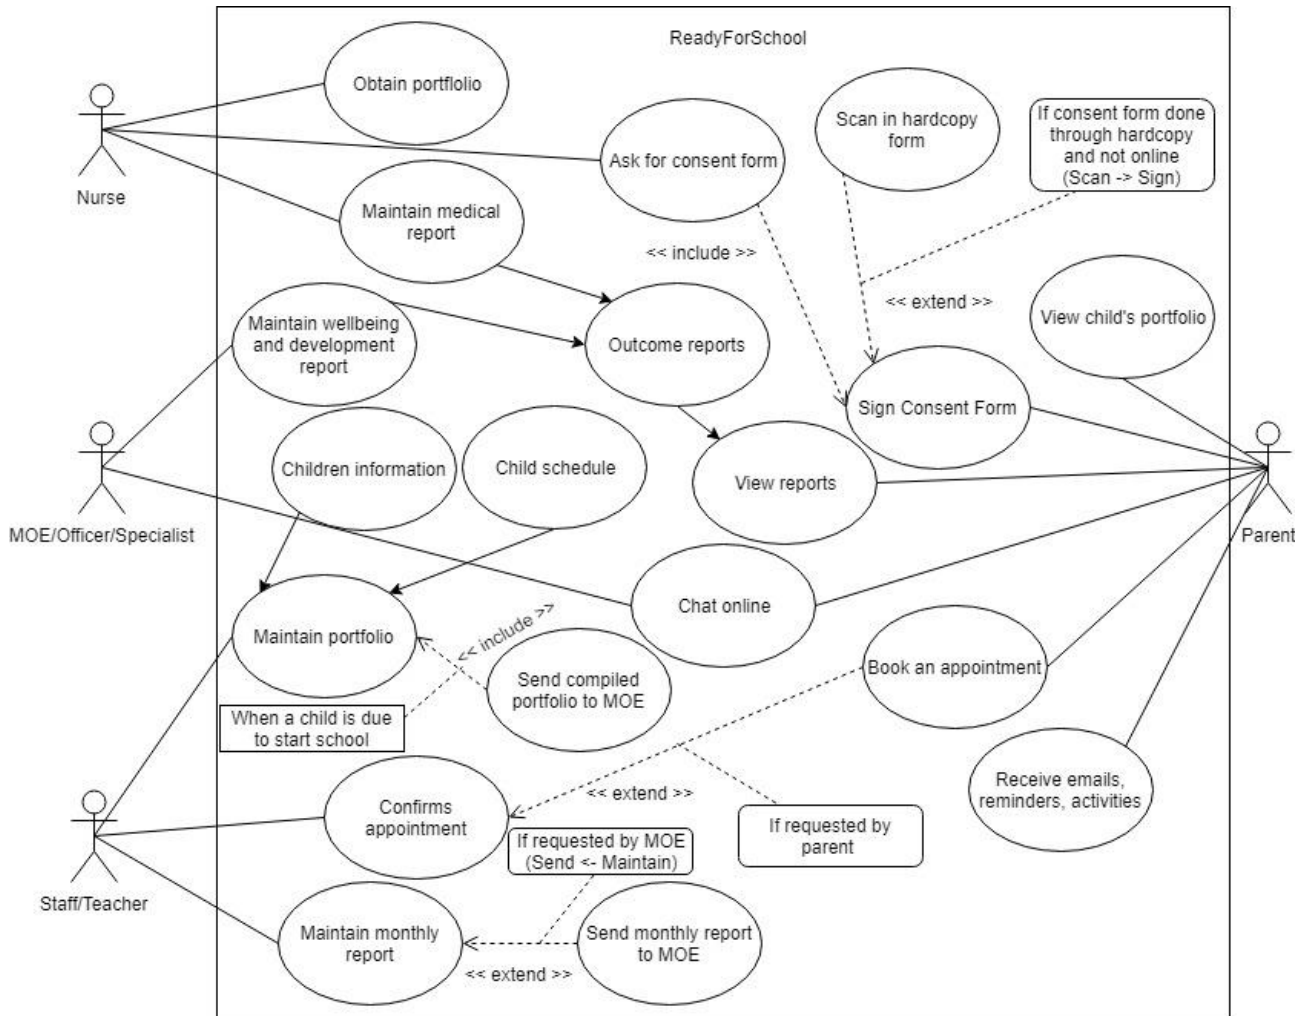 ReadyForSchool
Obtain portflolio
Scan in hardcopy
form
If consent form done
through hardcopy
and not online
(Scan -> Sign)
Ask for consent form
Nurse
Maintain medical
report
<< include >>
<< extend >>
View child's portfolio
Maintain wellbeing
and development
report
Outcome reports
Sign Consent Form
Children information
Child schedule
View reports
MOE/Officer/Specialist
Parent
Chat online
Maintain portfolio
<< include >>
Send compiled
portfolio to MOE
Book an appointment
When a child is due
to start school
Confirms
appointment
<< extend >>
Receive emails,
reminders, activities
If requested by
parent
If requested by MOE
(Send <- Maintain)
Staff/Teacher
Maintain monthly
report
Send monthly report
to MOE
<< extend >>